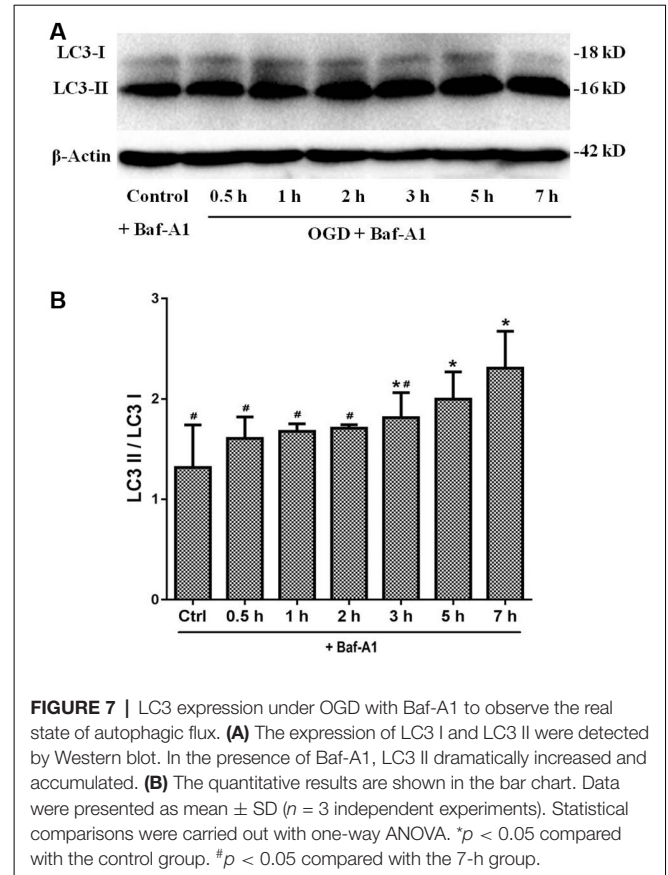 A
LC3-I -18 kD
LC3-II -16 kD
β-Actin -42 kD
Control 0.5 h 1 h 2 h 3 h 5 h 7 h
+ Baf-A1 OGD + Baf-A1
B
LC3 II / LC3 I
3
2
1
0
# # # # *# * *
Ctrl 0.5 h 1 h 2 h 3 h 5 h 7 h
+ Baf-A1
FIGURE 7 | LC3 expression under OGD with Baf-A1 to observe the real
state of autophagic flux. (A) The expression of LC3 I and LC3 II were detected
by Western blot. In the presence of Baf-A1, LC3 II dramatically increased and
accumulated. (B) The quantitative results are shown in the bar chart. Data
were presented as mean ± SD (n = 3 independent experiments). Statistical
comparisons were carried out with one-way ANOVA. *p < 0.05 compared
with the control group. #p < 0.05 compared with the 7-h group.